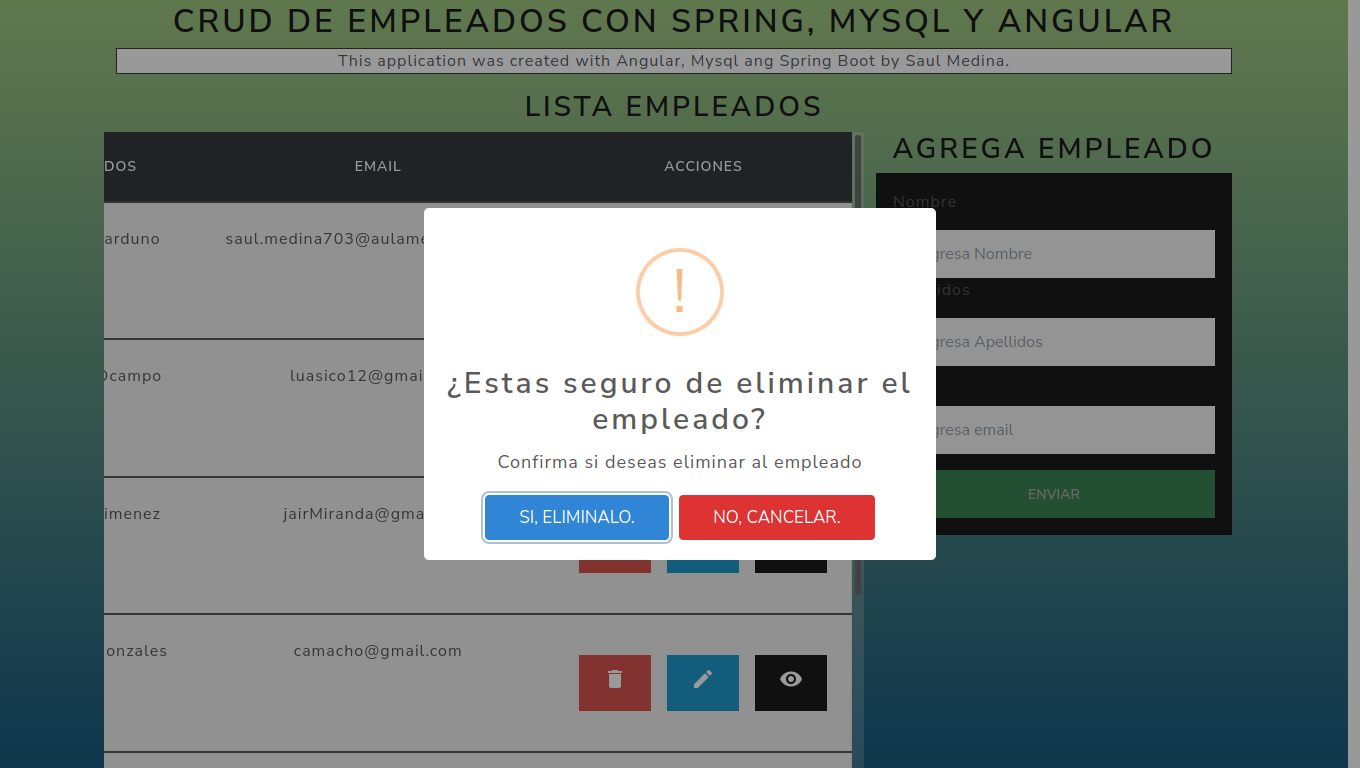 CRUD DE EMPLEADOS CON SPRING, MYSQL Y ANGULAR
This application was created with Angular, Mysql ang Spring Boot by Saul Medina.
LISTA EMPLEADOS
DOS EMAIL ACCIONES
arduno saul.medina703@aulame
Ocampo luasico12@gmai
imenez jairMiranda@gma
onzales camacho@gmail.com
AGREGA EMPLEADO
Nombre
gresa Nombre
idos
gresa Apellidos
gresa email
ENVIAR
!
¿Estas seguro de eliminar el
empleado?
Confirma si deseas eliminar al empleado
SI, ELIMINALO. NO, CANCELAR.